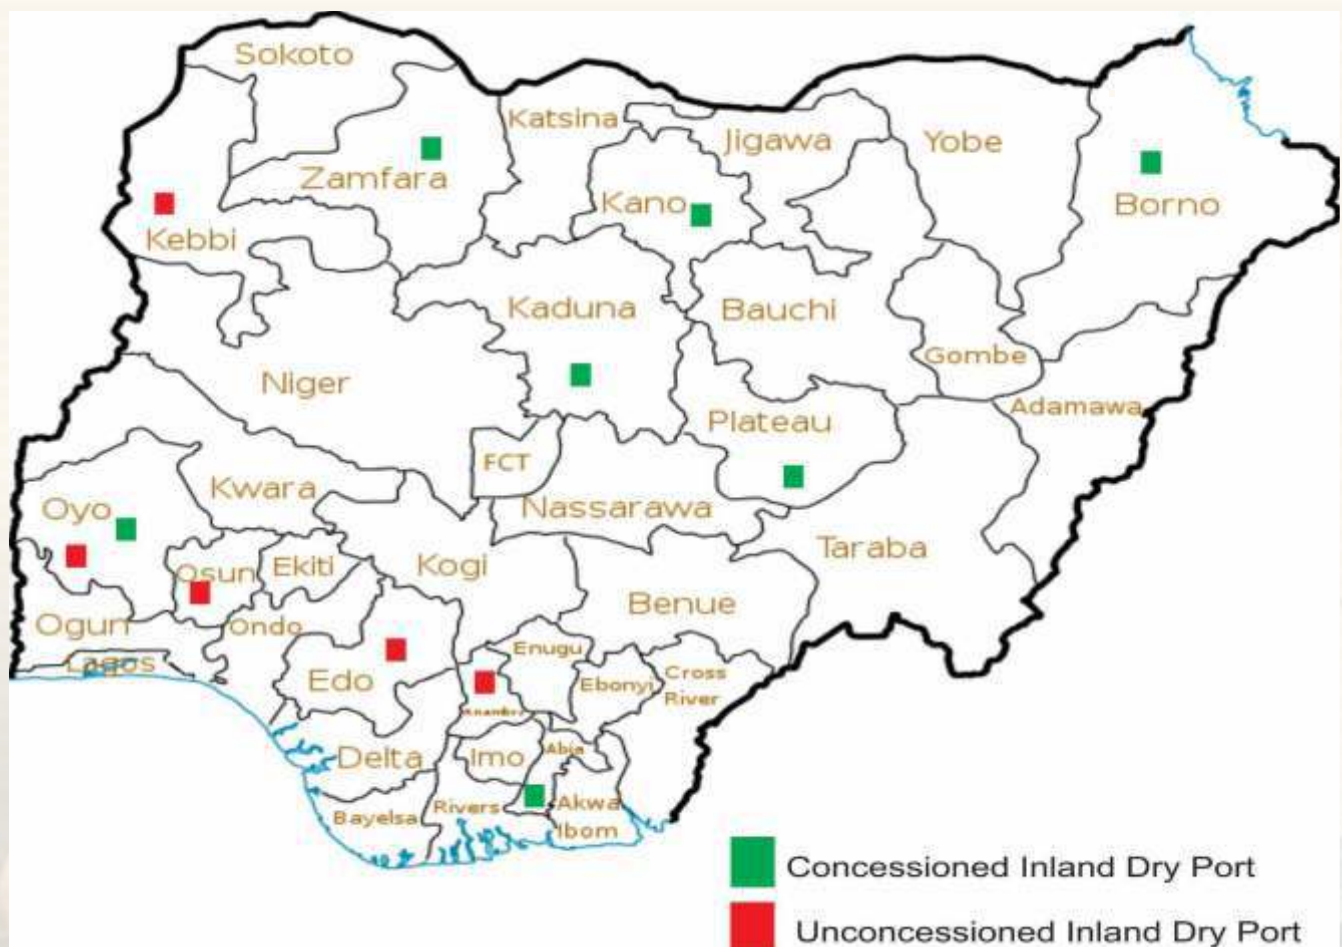 Sokoto
Katsina
Jigawa
Yobe
Zamfara
Kano
Borno
Kebbi
Kaduna
Bauchi
Niger
Gombe
Adamawa
Plateau
FCT
Kwara
Nassarawa
Oyo
Taraba
Osun
Ekiti
Kogi
Benue
Ogun
Ondo
Enugu
Lagos
Edo
Ebonyi
Cross
River
Anambra
Delta
Imo
Abia
Bayelsa
Rivers
Akwa
Ibom
Concessioned Inland Dry Port
Unconcessioned Inland Dry Port